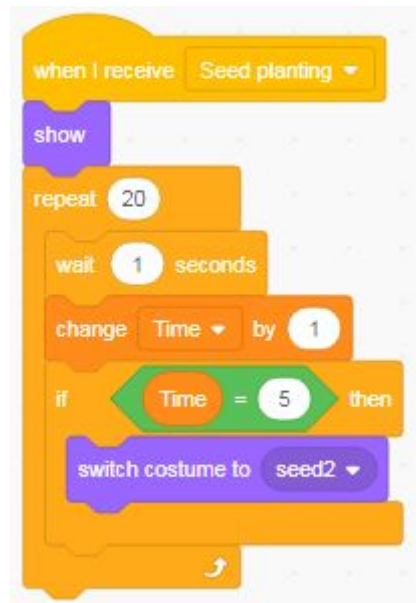 when I receive Seed planting
show
repeat 20
wait 1 seconds
change Time by 1
if Time = 5 then
switch costume to seed2